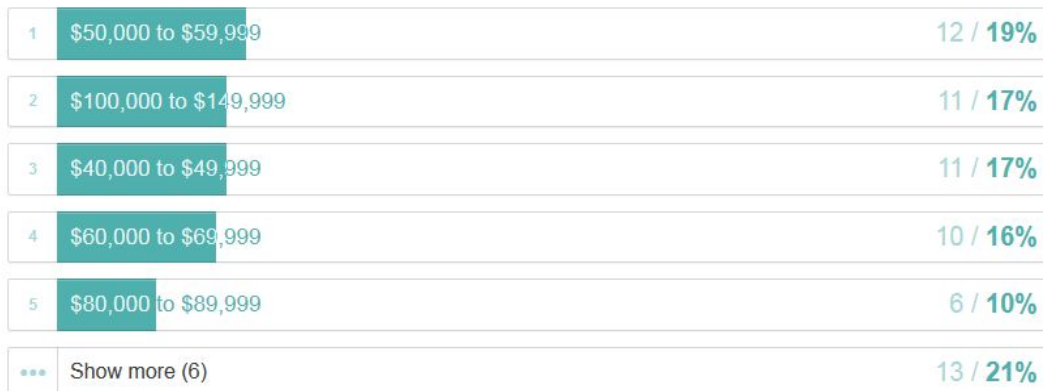 1 $50,000 to $59,999 12 / 19%
2 $100,000 to $149,999 11 / 17%
3 $40,000 to $49,999 11 / 17%
4 $60,000 to $69,999 10 / 16%
5 $80,000 to $89,999 6 / 10%
••• Show more (6) 13 / 21%